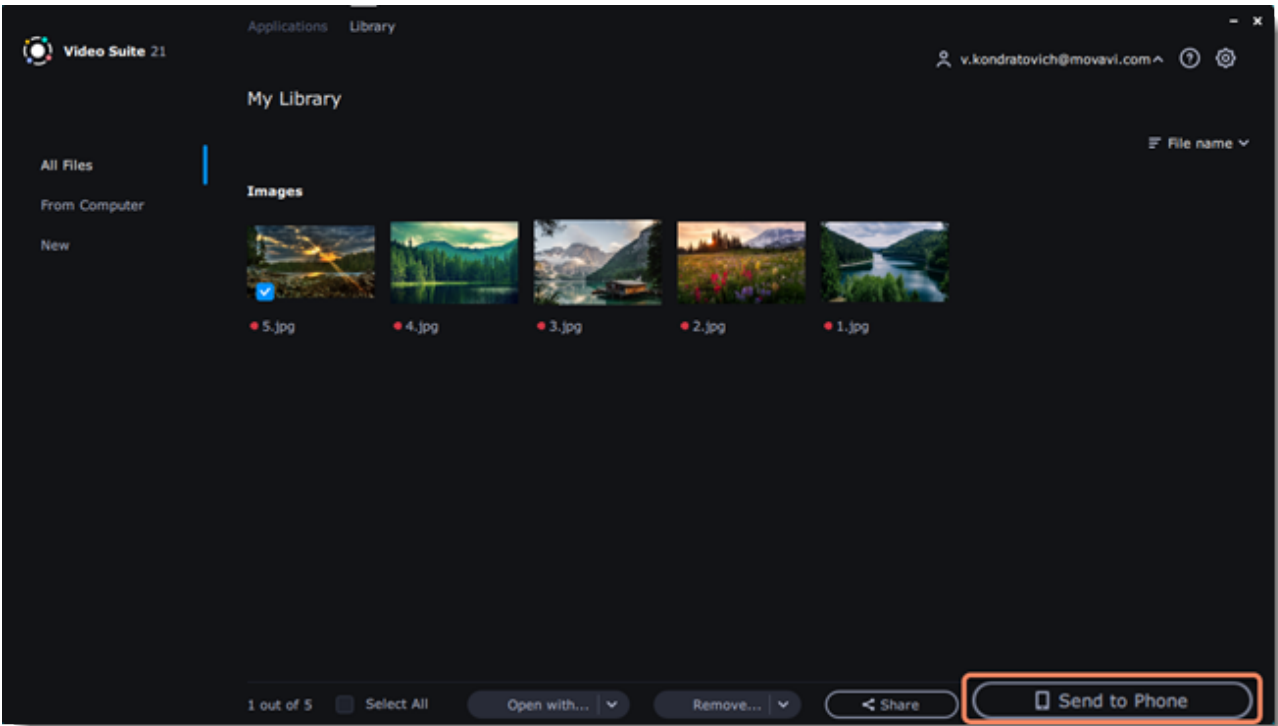 Applications Library
Video Suite 21
v.kondratovich@movavi.com
My Library
File name
All Files
From Computer
New
Images
5.jpg 4.jpg 3.jpg 2.jpg 1.jpg
1 out of 5 Select All Open with... Remove... Share Send to Phone